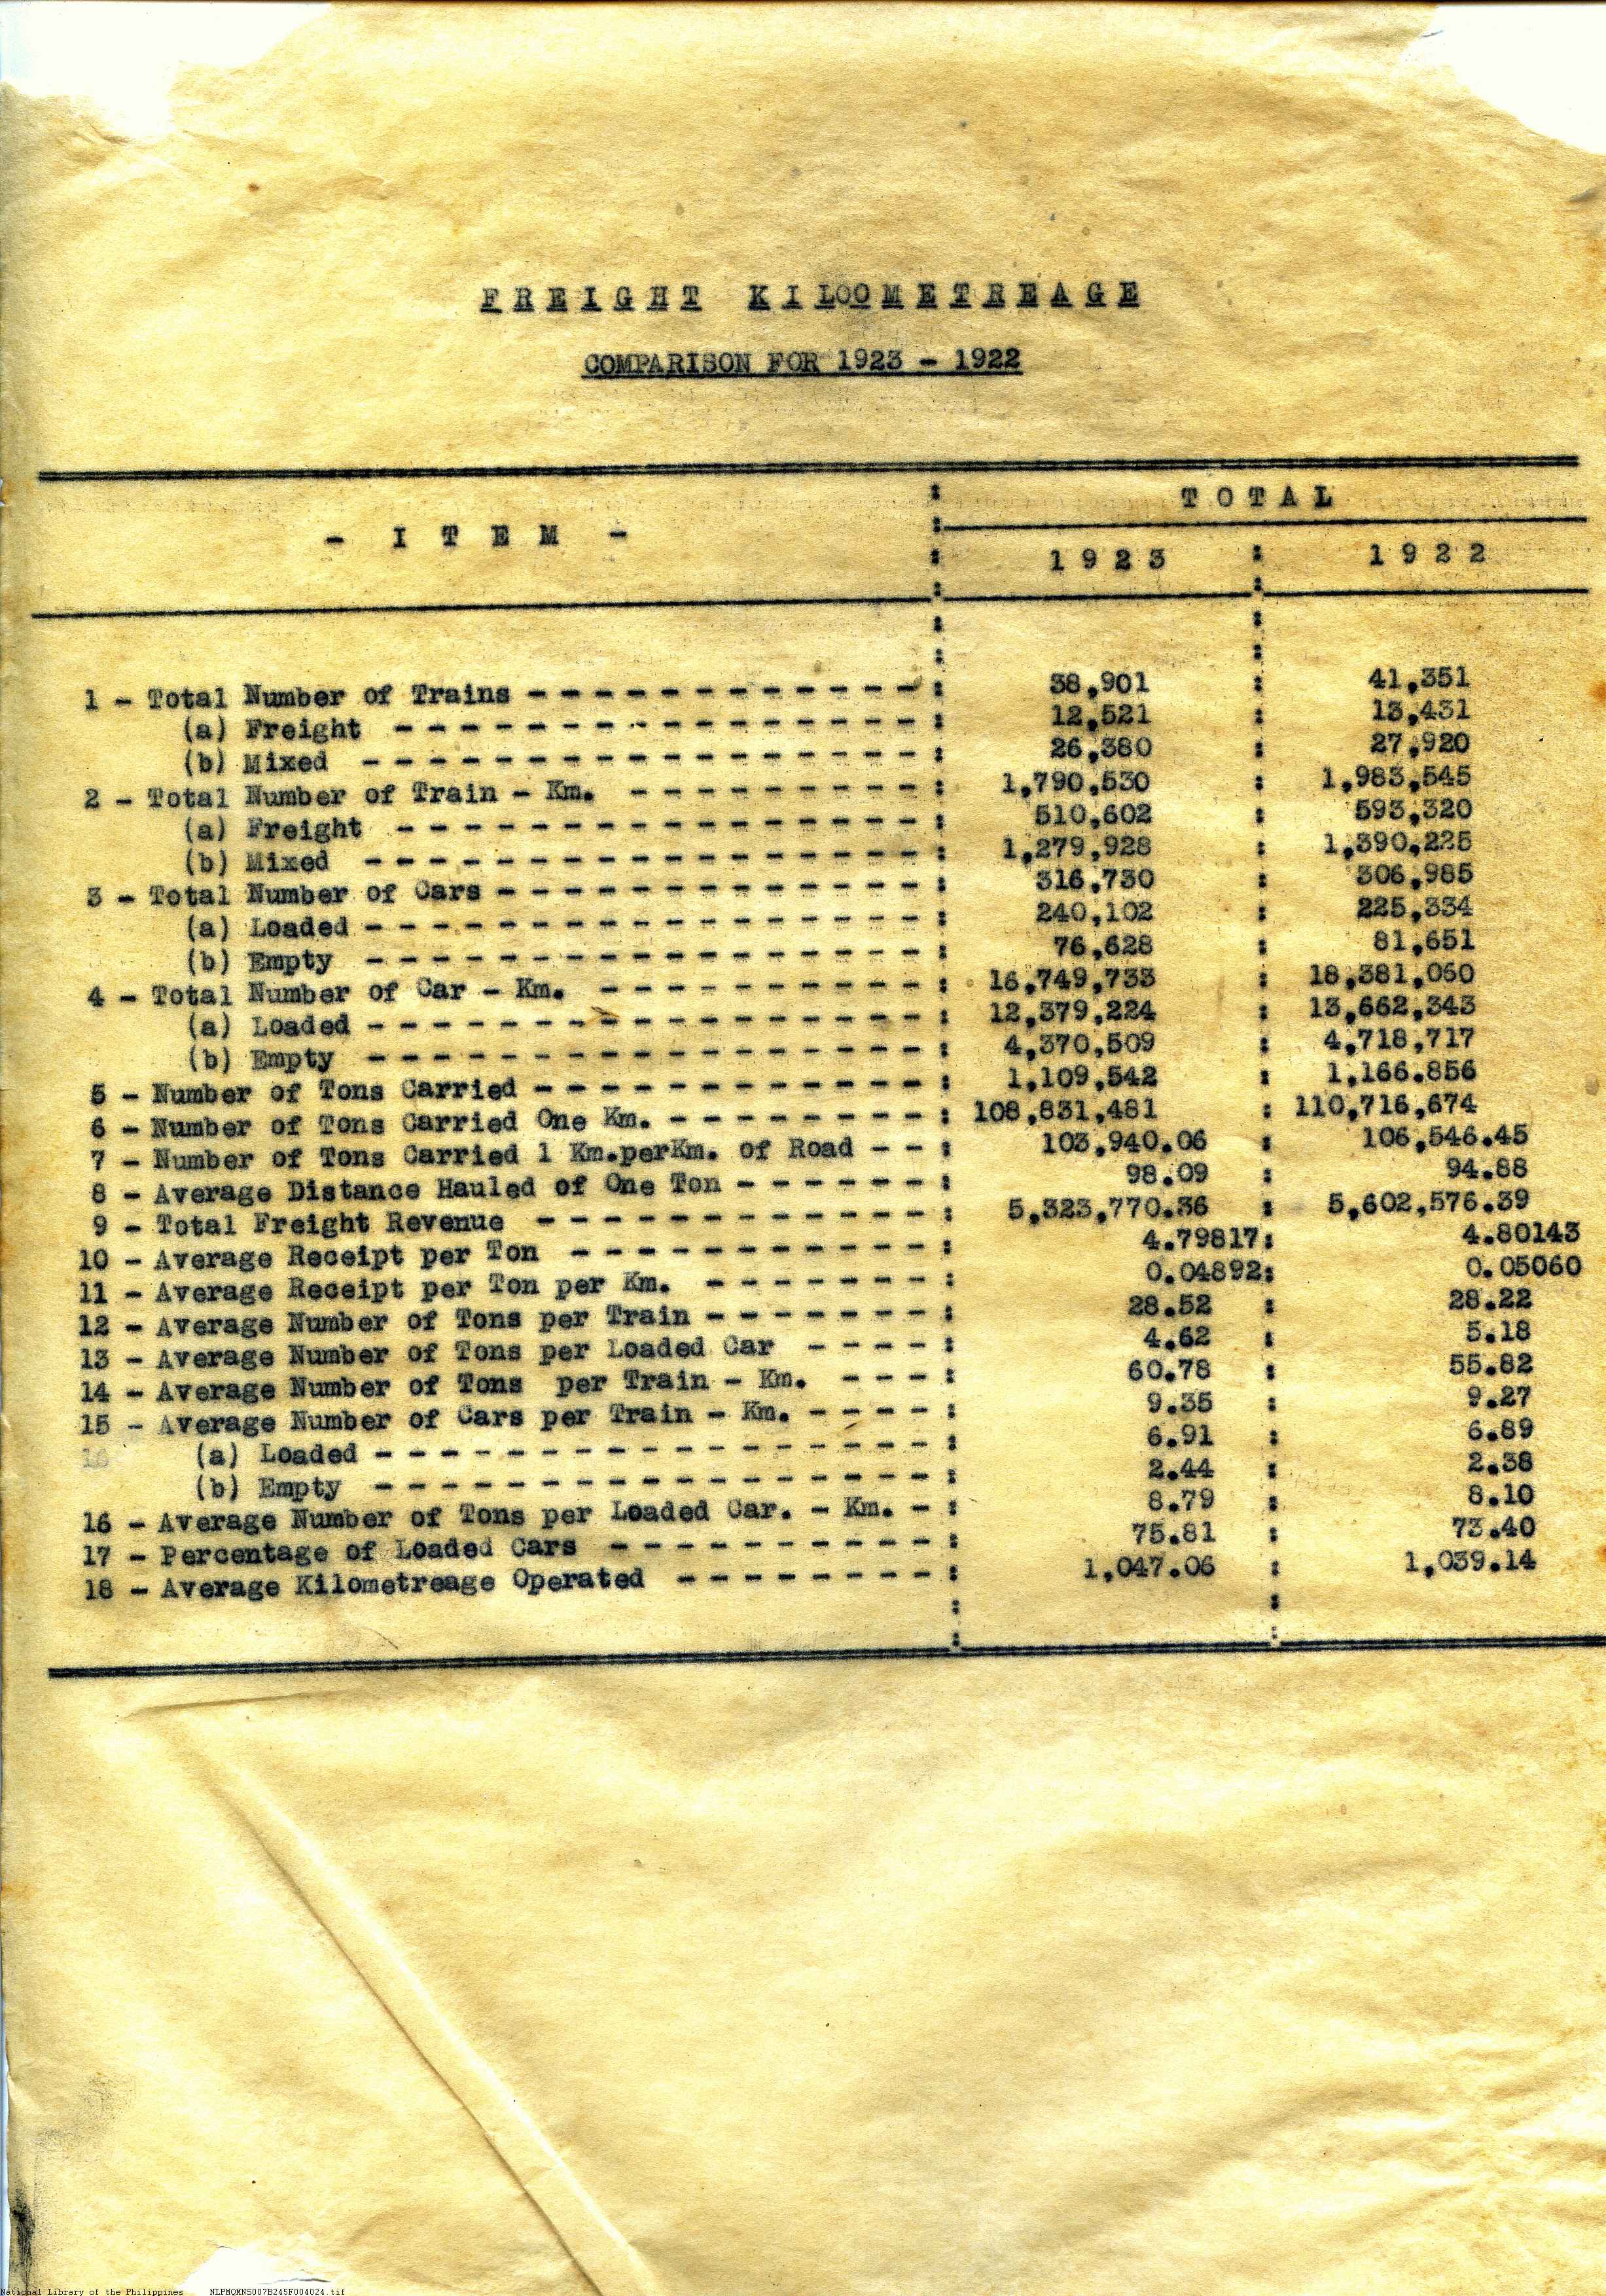 FREIGHT KILOOMETREAGE
COMPARISON FOR 1923 - 1922
TOTAL
- ITEM -
1923 : 1922
1 - Total Number of Trains - - - - - - - - - - - - : 38,901 : 41,351
(a) Freight - - - - - - - - - - - - - - - - : 12,521 : 13,431
(b) Mixed - - - - - - - - - - - - - - - - - : 26,380 : 27,920
2 - Total Number of Train - Km. - - - - - - - - - : 1,790,530 : 1,983,545
(a) Freight - - - - - - - - - - - - - - - - : 510,602 : 593,320
(b) Mixed - - - - - - - - - - - - - - - - - : 1,279,928 : 1,390,225
3 - Total Number of Cars - - - - - - - - - - - - - : 316,730 : 306,985
(a) Loaded - - - - - - - - - - - - - - - - - : 240,102 : 225,334
(b) Empty - - - - - - - - - - - - - - - - - : 76,628 : 81,651
4 - Total Number of Car - Km. - - - - - - - - - - : 16,749,733 : 18,381,060
(a) Loaded - - - - - - - - - - - - - - - - - : 12,379,224 : 13,662,343
(b) Empty - - - - - - - - - - - - - - - - - : 4,370,509 : 4,718,717
5 - Number of Tons Carried - - - - - - - - - - - - : 1,109,542 : 1,166.856
6 - Number of Tons Carried One Km. - - - - - - - - : 108,831,481 : 110,716,674
7 - Number of Tons Carried 1 Km.perKm. of Road - - : 103,940.06 : 106,546.45
8 - Average Distance Hauled of One Ton - - - - - - : 98.09 : 94.88
9 - Total Freight Revenue - - - - - - - - - - - - : 5,323,770.36 : 5,602,576.39
10 - Average Receipt per Ton - - - - - - - - - - - : 4.79817: 4.80143
11 - Average Receipt per Ton per Km. - - - - - - - : 0.04892: 0.05060
12 - Average Number of Tons per Train - - - - - - - : 28.52 : 28.22
13 - Average Number of Tons per Loaded Car - - - - : 4.62 : 5.18
14 - Average Number of Tons per Train - Km. - - - : 60.78 : 55.82
15 - Average Number of Cars per Train - Km. - - - - : 9.35 : 9.27
(a) Loaded - - - - - - - - - - - - - - - - - : 6.91 : 6.89
(b) Empty - - - - - - - - - - - - - - - - - : 2.44 : 2.38
16 - Average Number of Tons per Loaded Car. - Km. - : 8.79 : 8.10
17 - Percentage of Loaded Cars - - - - - - - - - - : 75.81 : 73.40
18 - Average Kilometreage Operated - - - - - - - - : 1,047.06 : 1,039.14
National Library of the Philippines NLPMQMNS007B245F004024.tif